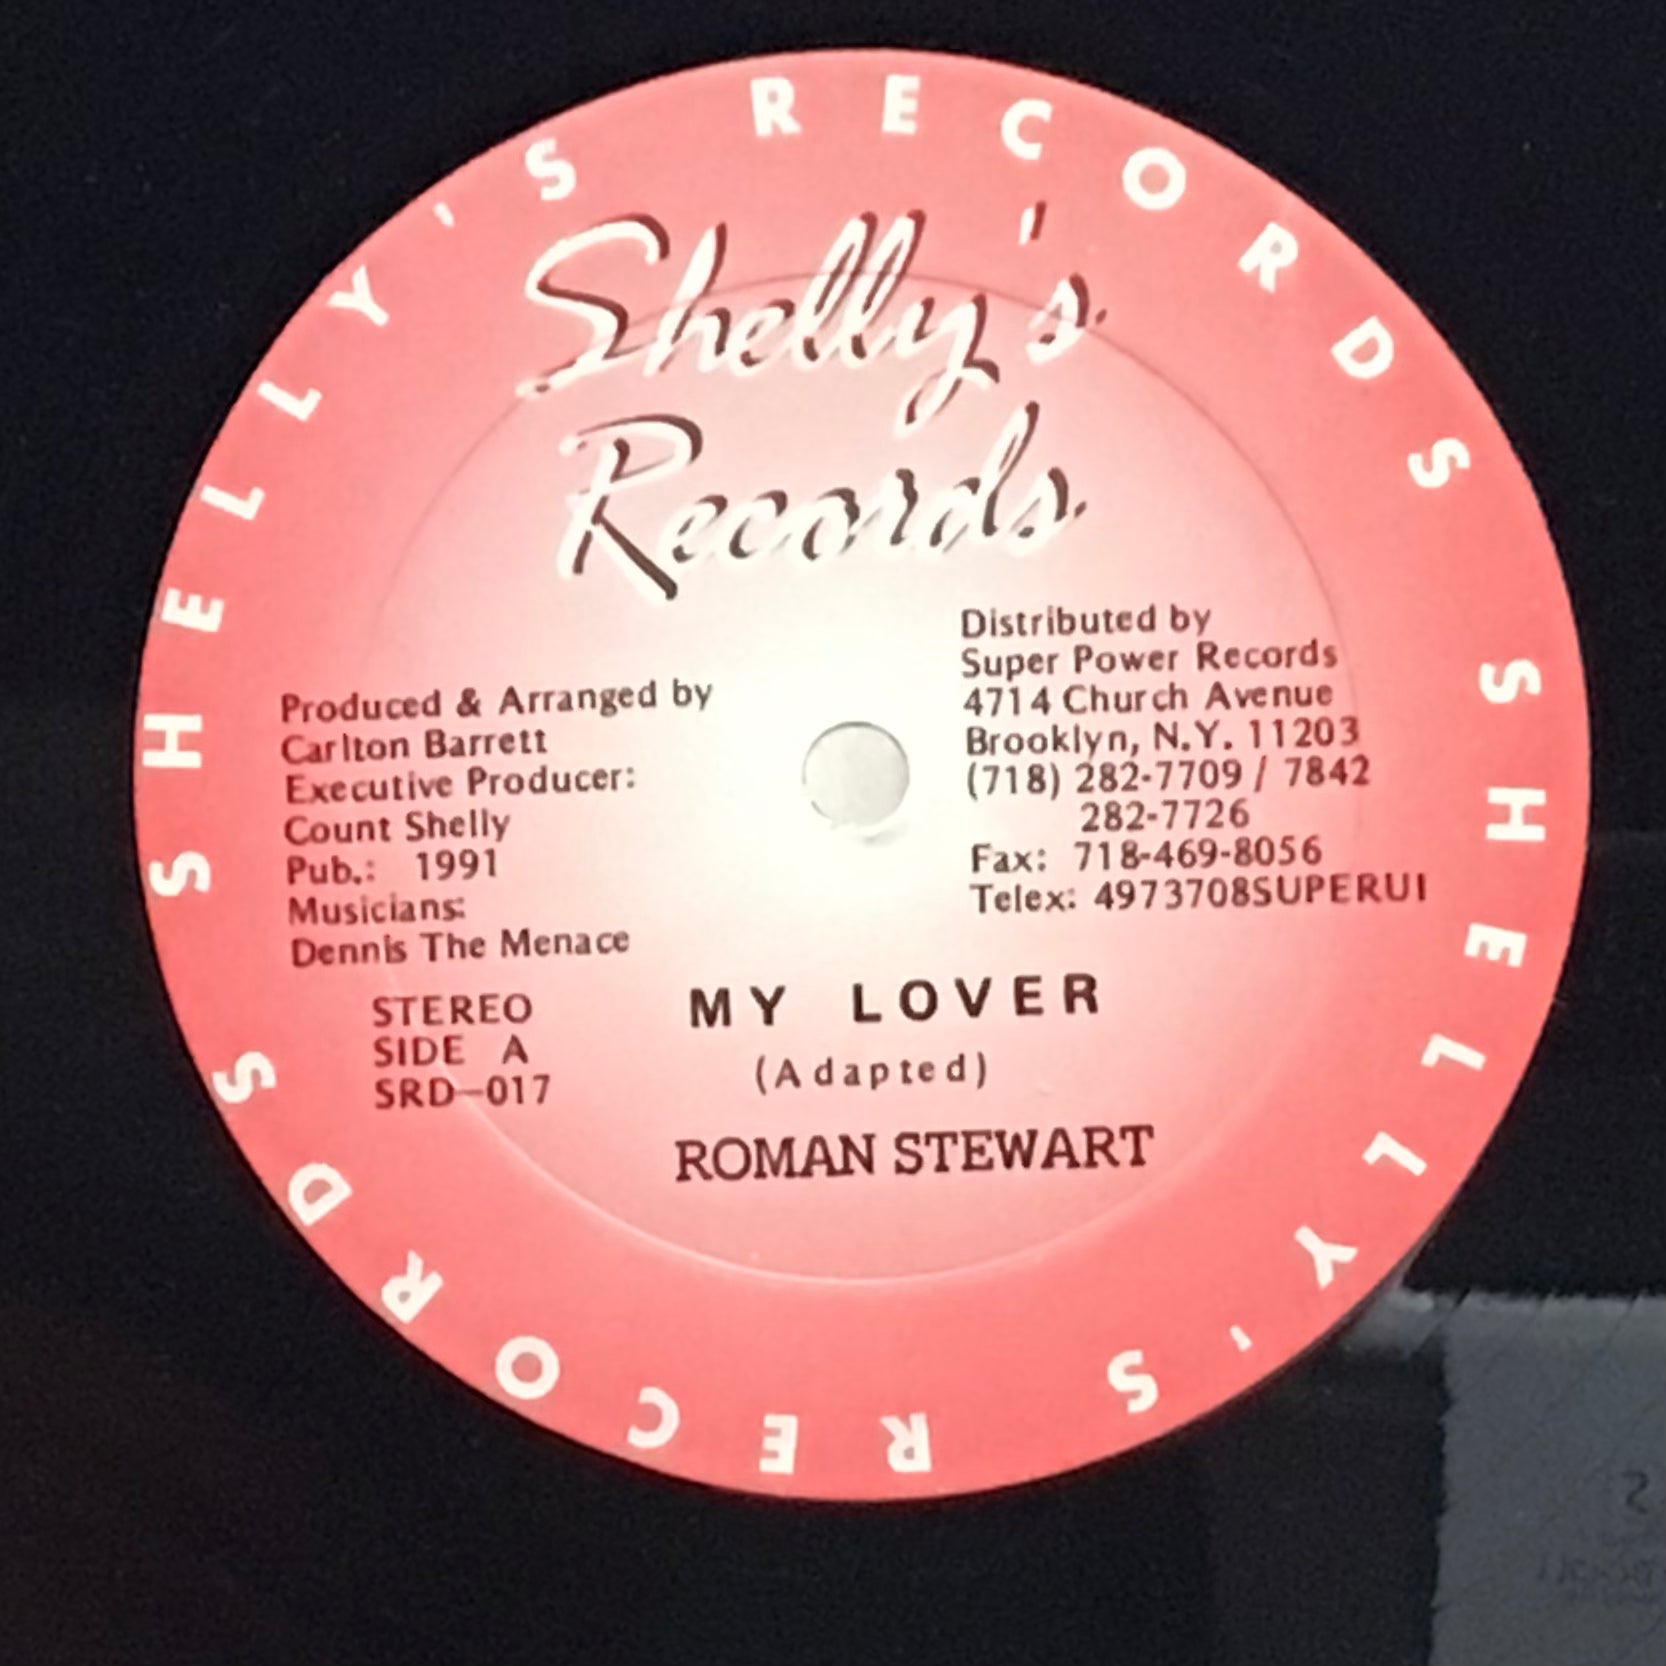 SHELLY'S RECORDS SHELLY'S RECORDS
Shelly's
Records
Distributed by
Super Power Records
4714 Church Avenue
Brooklyn, N.Y. 11203
(718) 282-7709 / 7842
282-7726
Fax: 718-469-8056
Telex: 4973708SUPERUI
Produced & Arranged by
Carlton Barrett
Executive Producer:
Count Shelly
Pub.: 1991
Musicians:
Dennis The Menace
STEREO
SIDE A
SRD-017
MY LOVER
(Adapted)
ROMAN STEWART